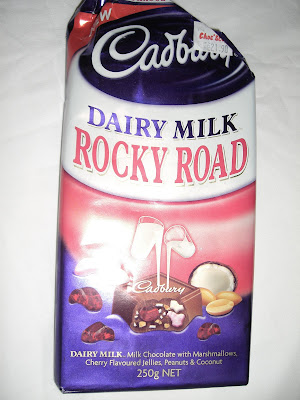 Cadbury
DAIRY MILK
ROCKY ROAD
Cadbury
DAIRY MILK. Milk Chocolate with Marshmallows,
Cherry Flavoured Jellies, Peanuts & Coconut
250g NET